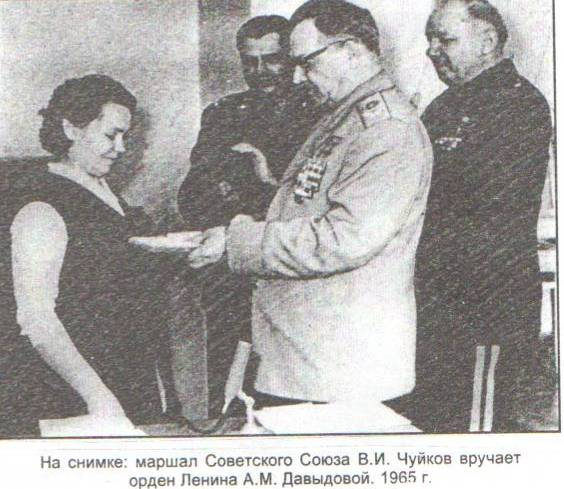 На снимке: маршал Советского Союза В.И. Чуйков вручает
орден Ленина А.М. Давыдовой. 1965 г.